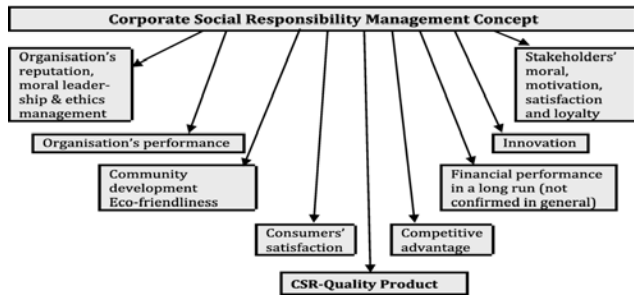 Corporate Social Responsibility Management Concept
Organisation's
reputation,
moral leader-
ship & ethics
management
Stakeholders'
moral,
motivation,
satisfaction
and loyalty
Organisation's performance
Innovation
Community
development
Eco-friendliness
Financial performance
in a long run (not
confirmed in general)
Consumers'
satisfaction
Competitive
advantage
CSR-Quality Product